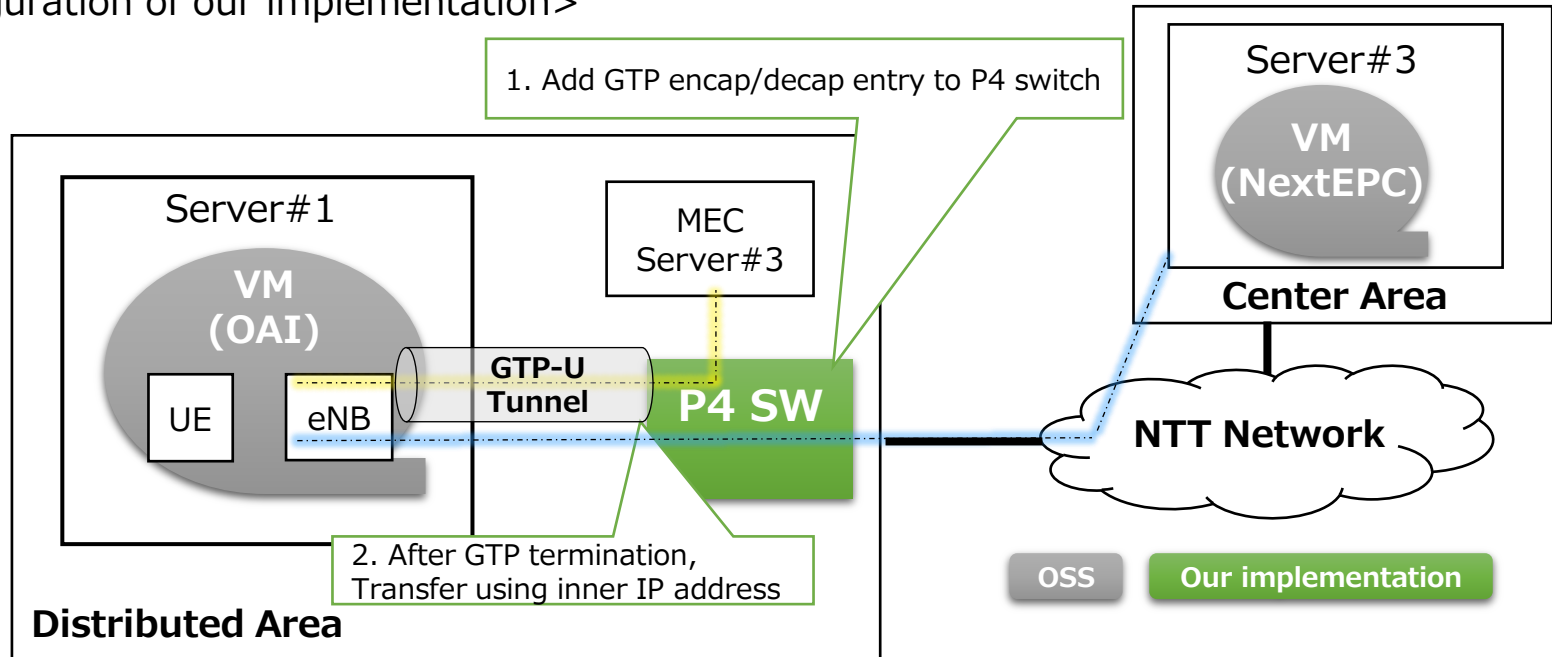 guration of our implementation>
1. Add GTP encap/decap entry to P4 switch
Server#3
VM
(NextEPC)
Center Area
Server#1
VM
(OAI)
UE
eNB
MEC
Server#3
GTP-U
Tunnel
P4 SW
NTT Network
2. After GTP termination,
Transfer using inner IP address
OSS
Our implementation
Distributed Area